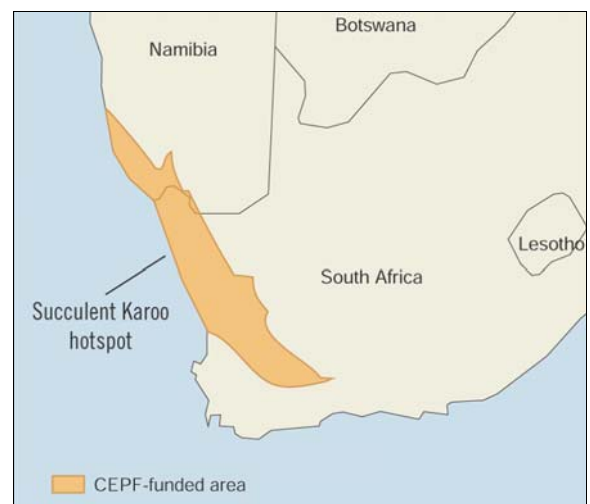 Botswana
Namibia
Lesotho
South Africa
Succulent Karoo
hotspot
CEPF-funded area